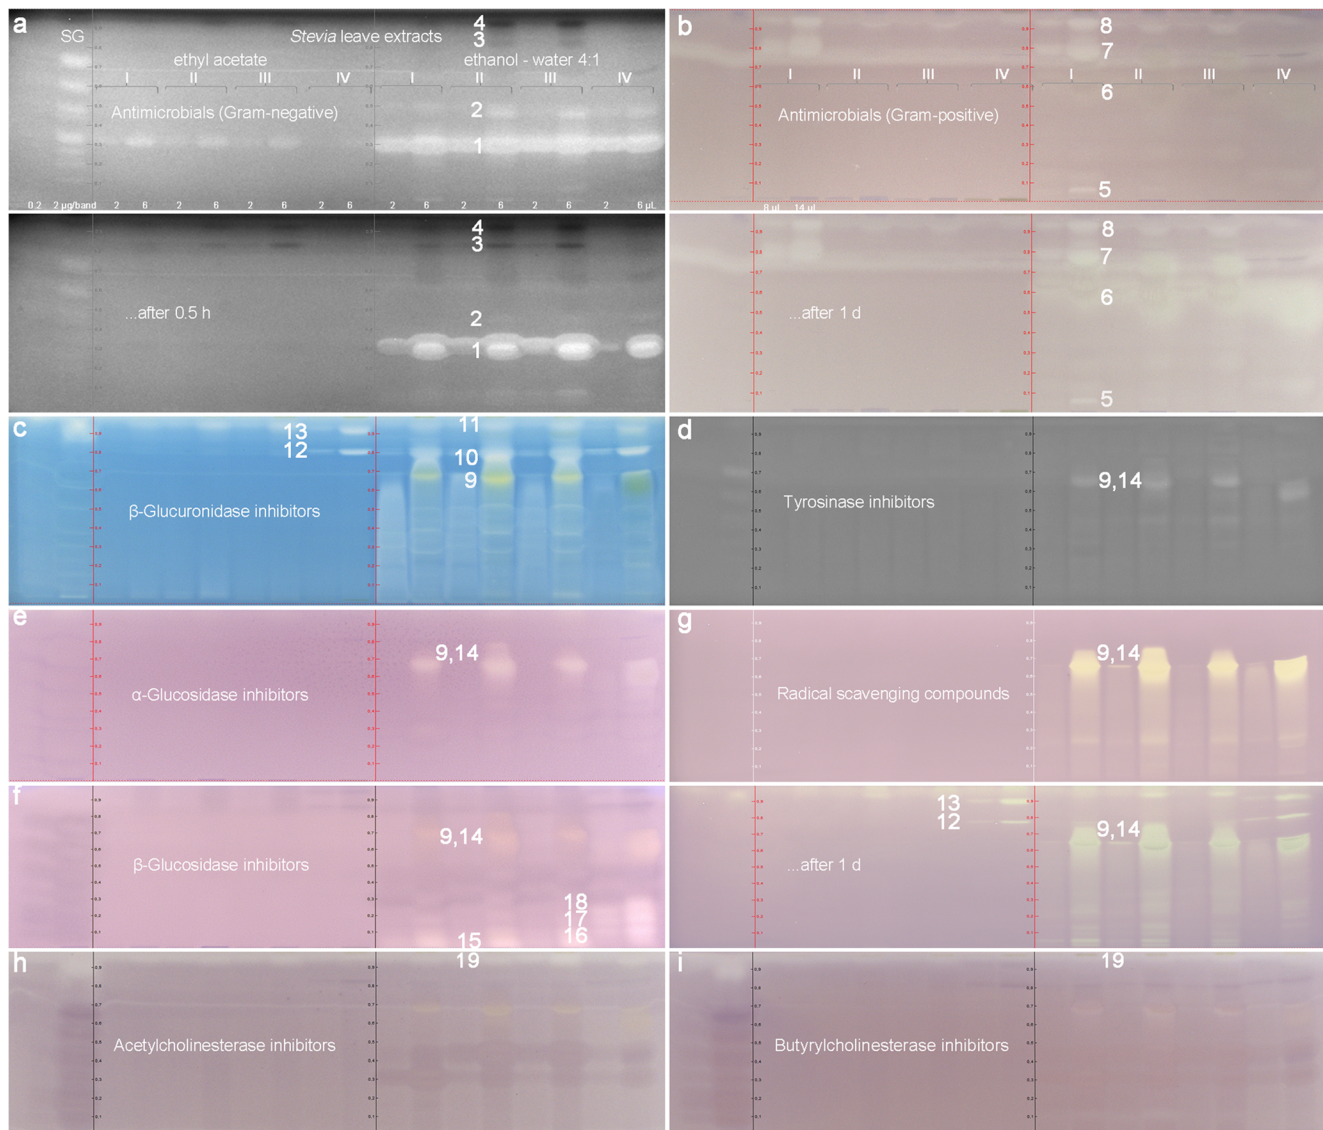 a
4
SG
Stevia leave extracts
3
ethyl acetate
ethanol - water 4:1
I II III IV I II III IV
Antimicrobials (Gram-negative)
2
1
0.2 2 µg/band 2 6 2 6 2 6 2 6 2 6 2 6 2 6 2 6 µL
4
3
...after 0.5 h
2
1
b
8
7
I II III IV I II III IV
6
Antimicrobials (Gram-positive)
5
8 µL 14 µL
8
7
6
...after 1 d
5
c
11
13
12
10
9
β-Glucuronidase inhibitors
d
9,14
Tyrosinase inhibitors
e
9,14
α-Glucosidase inhibitors
g
9,14
Radical scavenging compounds
f
9,14
β-Glucosidase inhibitors
18
17
16
15
13
12
9,14
...after 1 d
h
19
Acetylcholinesterase inhibitors
i
19
Butyrylcholinesterase inhibitors